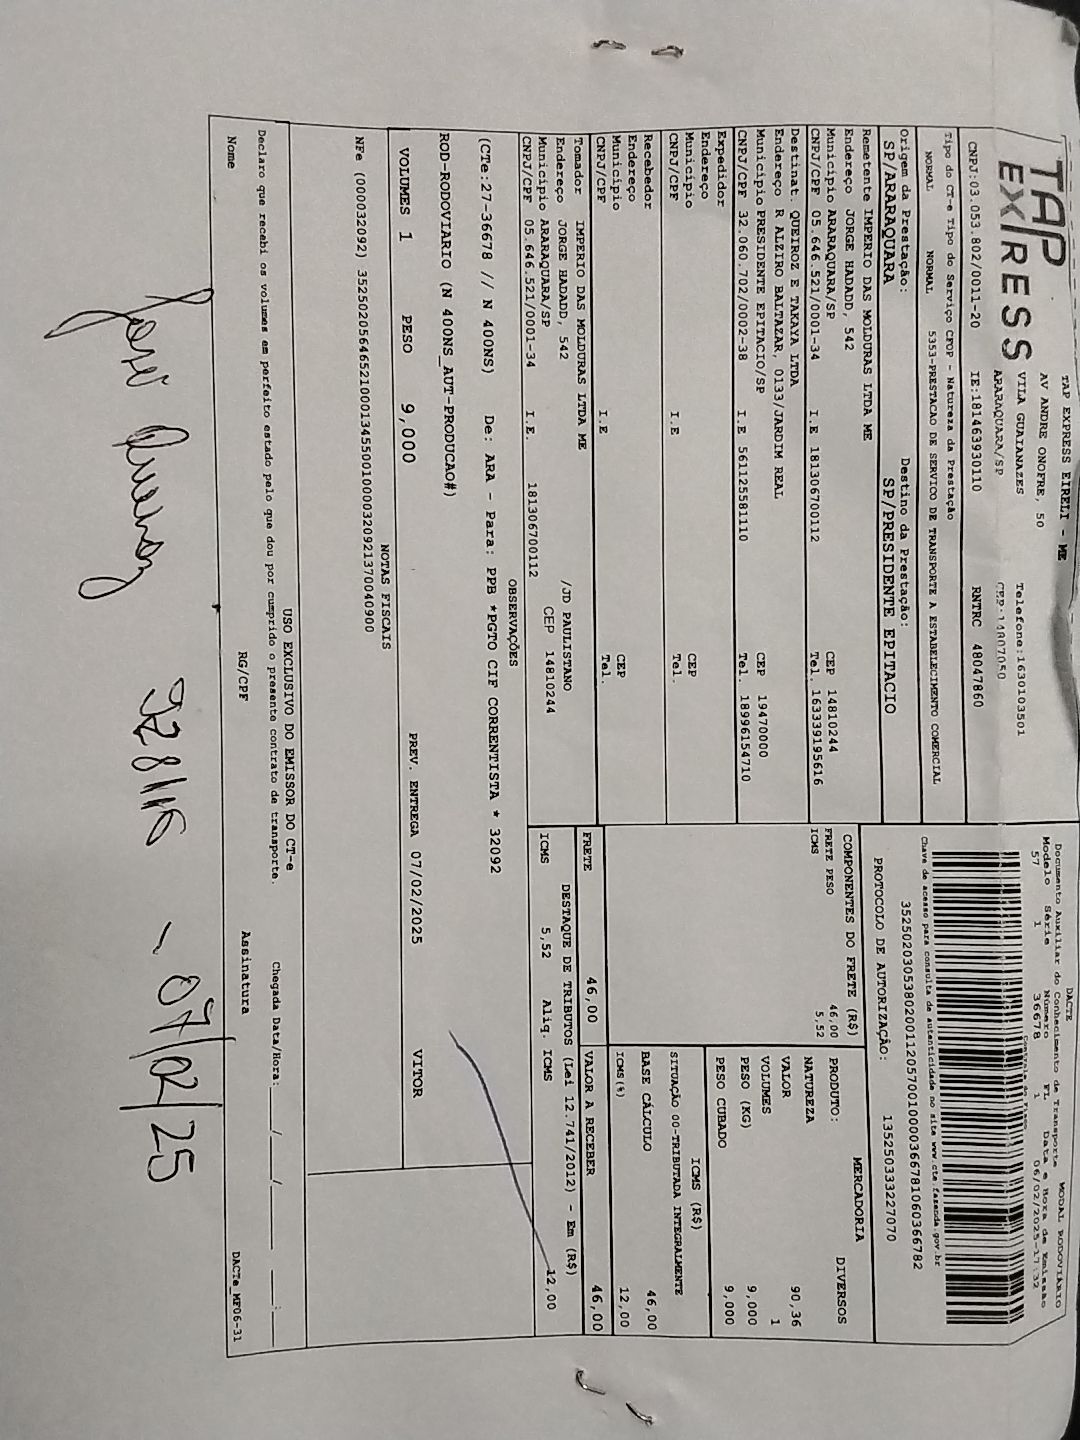 TAP EXPRESS
TAP EXPRESS EIRELI - ME
AV ANDRE ONOFRE, 50
VILA GUAIANAZES Telefone:1630103501
ARARAQUARA/SP CEP:14807050
CNPJ:03.053.802/0011-20 IE:181463930110 RNTRC 48047860
DACTE
Documento Auxiliar do Conhecimento de Transporte MODAL RODOVIÁRIO
Modelo Série Número FL Data e Hora de Emissão
57 1 36678 1 06/02/2025-17:32
Controle do Fisco
Chave de acesso para consulta de autenticidade no site www.cte.fazenda.gov.br
PROTOCOLO DE AUTORIZAÇÃO: 135250333227070
Tipo do CT-e Tipo do Serviço CFOP - Natureza da Prestação
NORMAL NORMAL 5353-PRESTACAO DE SERVICO DE TRANSPORTE A ESTABELECIMENTO COMERCIAL
Origem da Prestação: Destino da Prestação:
SP/ARARAQUARA SP/PRESIDENTE EPITACIO
Remetente IMPERIO DAS MOLDURAS LTDA ME
Endereço JORGE HADADD, 542
Município ARARAQUARA/SP CEP 14810244
CNPJ/CPF 05.646.521/0001-34 I.E 181306700112 Tel. 163339195616
Destinat. QUEIROZ E TAKAYA LTDA
Endereço R ALZIRO BALTAZAR, 0133/JARDIM REAL
Município PRESIDENTE EPITACIO/SP CEP 19470000
CNPJ/CPF 32.060.702/0002-38 I.E 561125581110 Tel. 18996154710
Expedidor
Endereço
Município CEP
CNPJ/CPF I.E Tel.
Recebedor
Endereço
Município CEP
CNPJ/CPF I.E Tel.
Tomador IMPERIO DAS MOLDURAS LTDA ME
Endereço JORGE HADADD, 542 /JD PAULISTANO
Município ARARAQUARA/SP CEP 14810244
CNPJ/CPF 05.646.521/0001-34 I.E. 181306700112
COMPONENTES DO FRETE (R$)
FRETE PESO 46,00
ICMS 5,52
MERCADORIA
PRODUTO: DIVERSOS
NATUREZA
VALOR 90,36
VOLUMES 1
PESO (KG) 9,000
PESO CUBADO 9,000
ICMS (R$)
SITUAÇÃO 00-TRIBUTADA INTEGRALMENTE
BASE CÁLCULO 46,00
ICMS(%) 12,00
FRETE 46,00 VALOR A RECEBER 46,00
DESTAQUE DE TRIBUTOS (Lei 12.741/2012) - Em (R$)
ICMS 5,52 Aliq. ICMS 12,00
OBSERVAÇÕES
(CTe:27-36678 // N 400NS) De: ARA - Para: PPB *PGTO CIF CORRENTISTA * 32092
ROD-RODOVIARIO (N 400NS_AUT-PRODUCAO#)
VOLUMES 1 PESO 9,000 PREV. ENTREGA 07/02/2025 VITOR
NOTAS FISCAIS
NFe (000032092) 35250205646521000134550010000320921370040900
USO EXCLUSIVO DO EMISSOR DO CT-e
Declaro que recebi os volumes em perfeito estado pelo que dou por cumprido o presente contrato de transporte. Chegada Data/Hora: ___/___/___ ___:___
Nome RG/CPF Assinatura DACTe_MF06-31
07/02/25